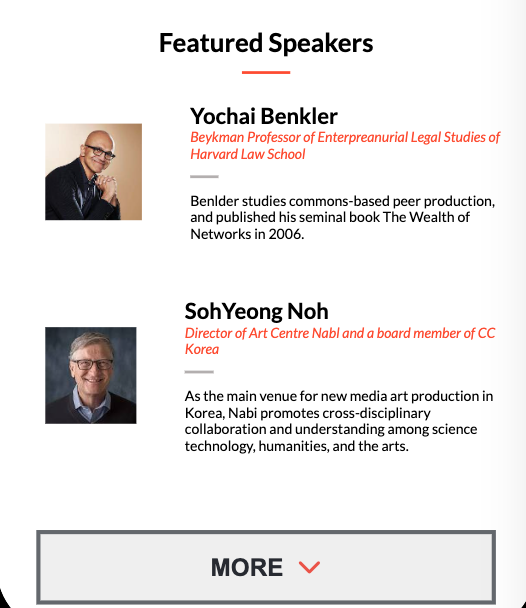 Featured Speakers
Yochai Benkler
Beykman Professor of Enterpreanurial Legal Studies of
Harvard Law School
Benlder studies commons-based peer production,
and published his seminal book The Wealth of
Networks in 2006.
SohYeong Noh
Director of Art Centre Nabl and a board member of CC
Korea
As the main venue for new media art production in
Korea, Nabi promotes cross-disciplinary
collaboration and understanding among science
technology, humanities, and the arts.
MORE